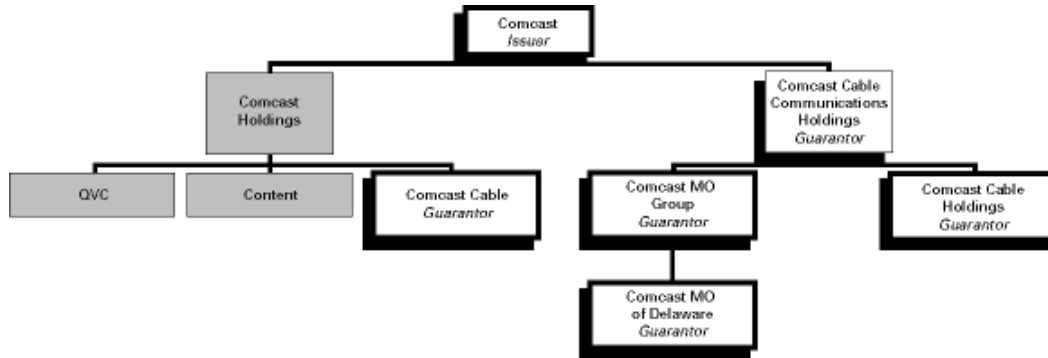 Comcast
Issuer
Comcast
Holdings
Comcast Cable
Communications
Holdings
Guarantor
QVC
Content
Comcast Cable
Guarantor
Comcast MO
Group
Guarantor
Comcast Cable
Holdings
Guarantor
Comcast MO
of Delaware
Guarantor